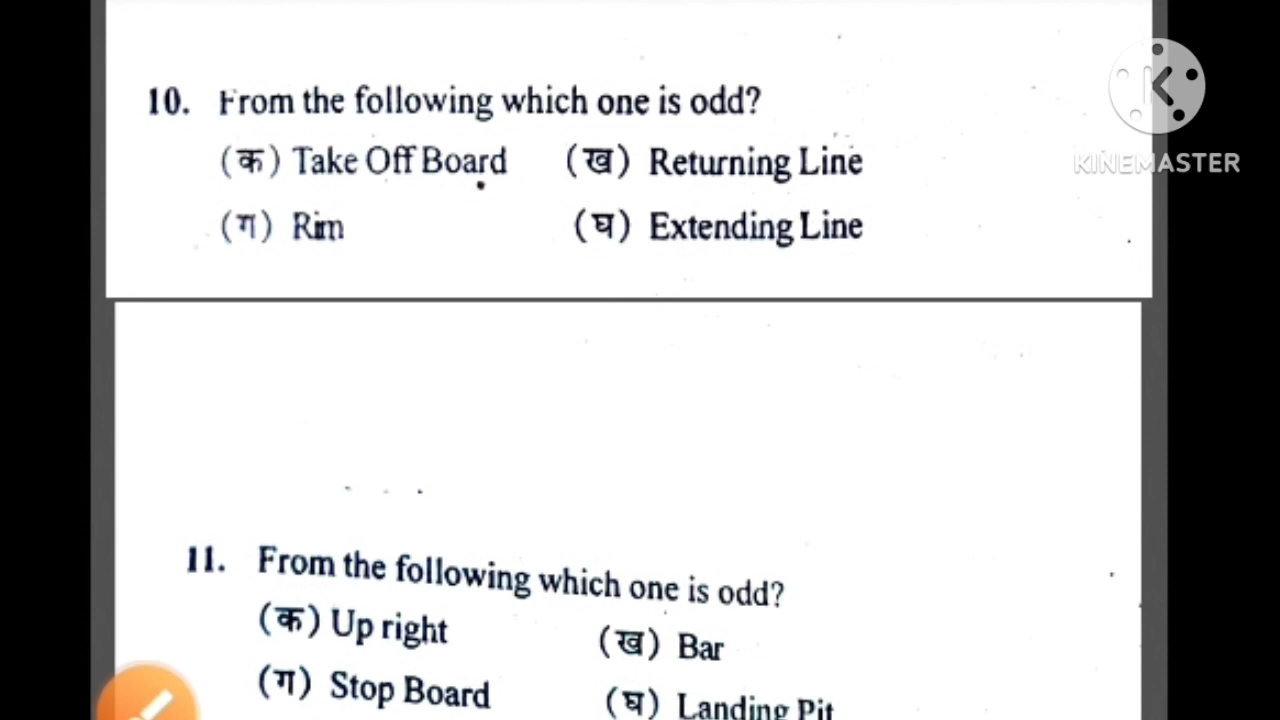 10. From the following which one is odd?
(क) Take Off Board (ख) Returning Line
(ग) Rim (घ) Extending Line
KINEMASTER
11. From the following which one is odd?
(क) Up right (ख) Bar
(ग) Stop Board (घ) Landing Pit